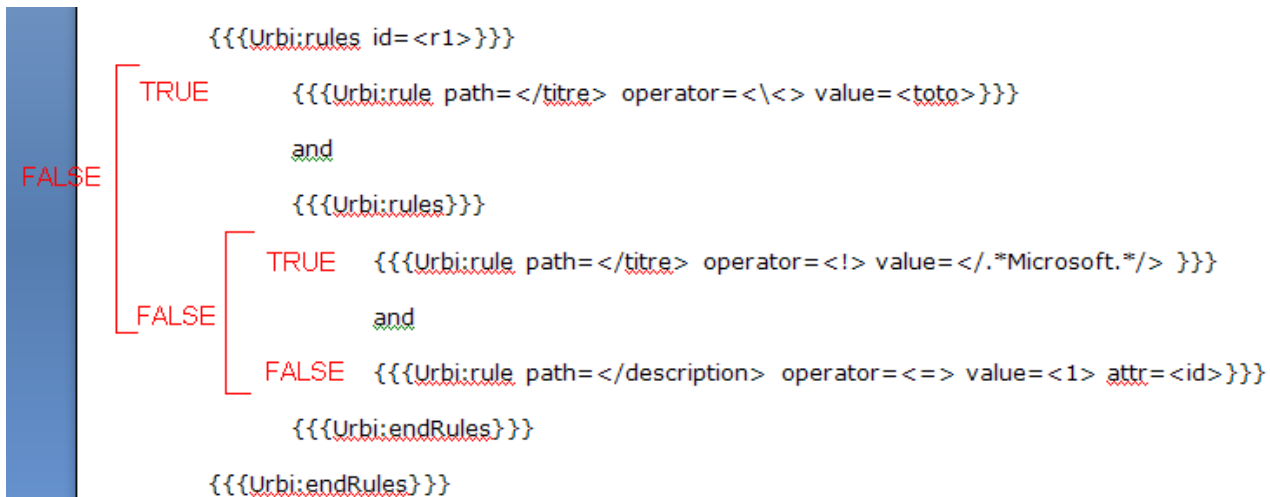 {{{Urbi:rules id=<r1>}}}
TRUE {{{Urbi:rule path=</titre> operator=<\<> value=<toto>}}}
and
FALSE {{{Urbi:rules}}}
TRUE {{{Urbi:rule path=</titre> operator=<!> value=</.*Microsoft.*/> }}}
FALSE and
FALSE {{{Urbi:rule path=</description> operator=<=> value=<1> attr=<id>}}}
{{{Urbi:endRules}}}
{{{Urbi:endRules}}}